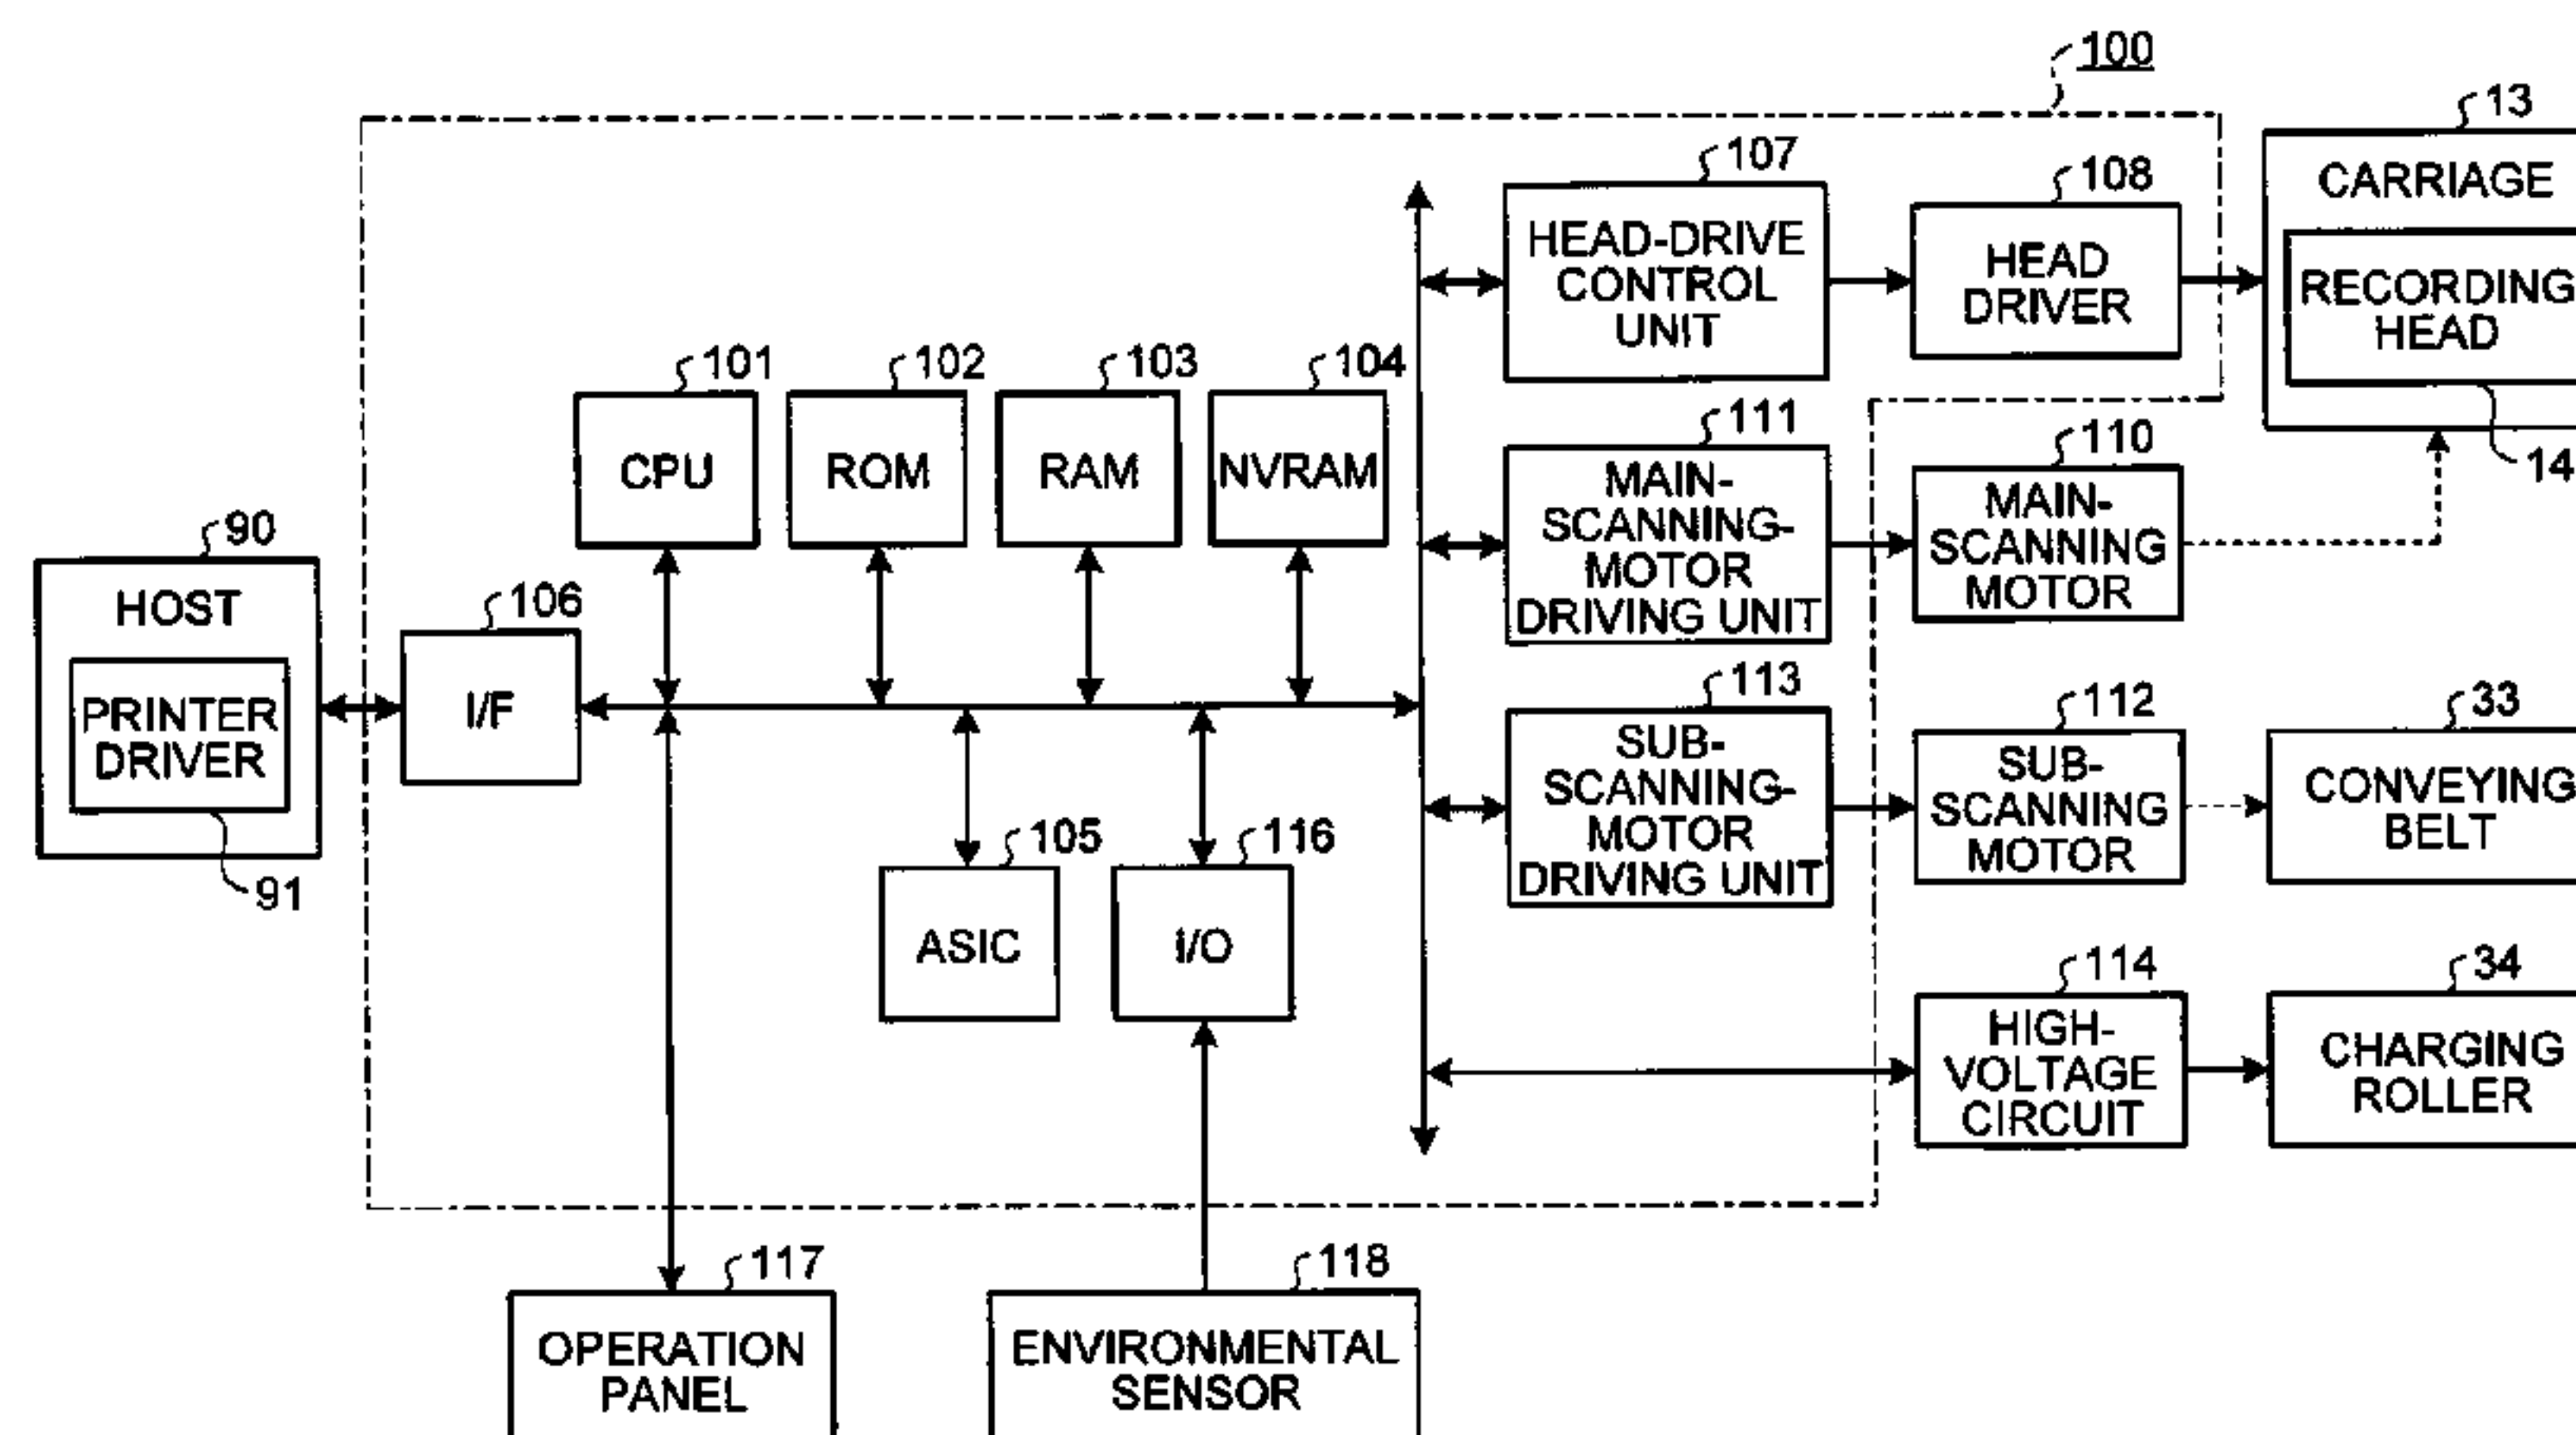 100
13
CARRIAGE
RECORDING
HEAD
14
107
HEAD-DRIVE
CONTROL
UNIT
108
HEAD
DRIVER
101
CPU
102
ROM
103
RAM
104
NVRAM
111
MAIN-
SCANNING-
MOTOR
DRIVING UNIT
110
MAIN-
SCANNING
MOTOR
90
HOST
PRINTER
DRIVER
91
106
I/F
113
SUB-
SCANNING-
MOTOR
DRIVING UNIT
112
SUB-
SCANNING
MOTOR
33
CONVEYING
BELT
105
ASIC
116
I/O
114
HIGH-
VOLTAGE
CIRCUIT
34
CHARGING
ROLLER
117
OPERATION
PANEL
118
ENVIRONMENTAL
SENSOR